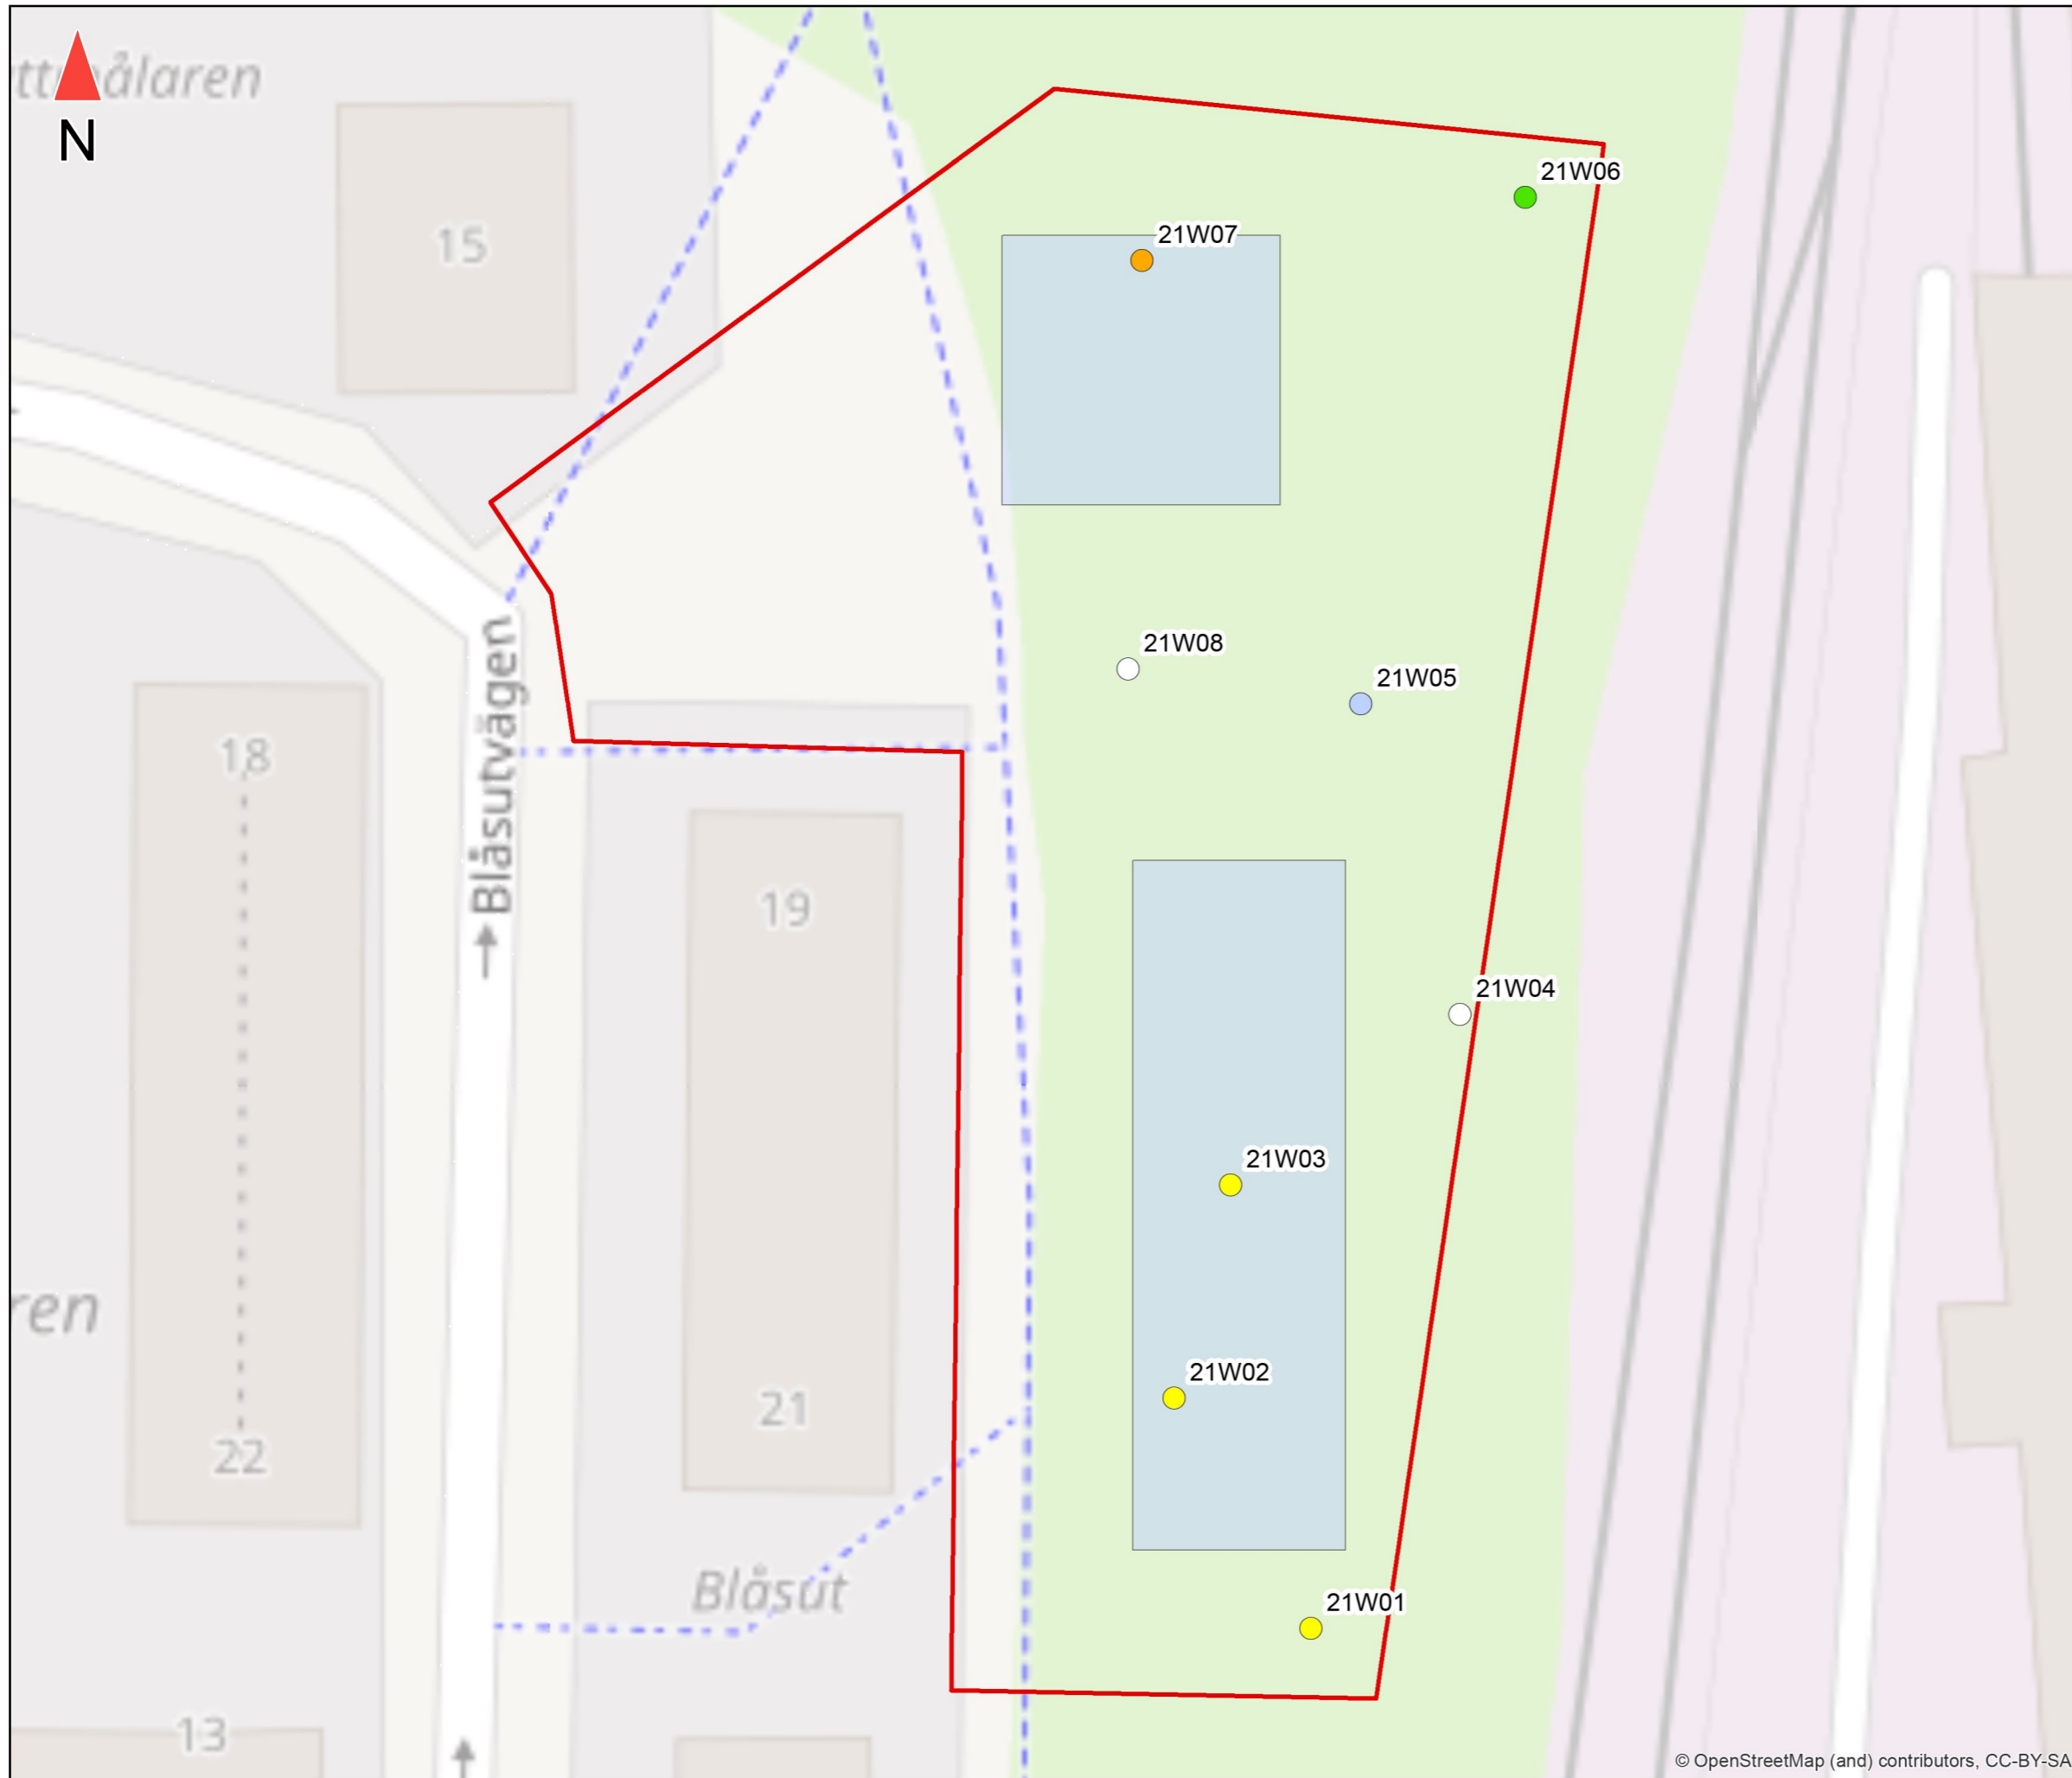 N
15
21W06
21W07
21W08
21W05
18
Blåsutvägen
19
21W04
21W03
ren
21W02
21
22
Blåsut
21W01
13
© OpenStreetMap (and) contributors, CC-BY-SA